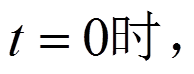 t = 0时，